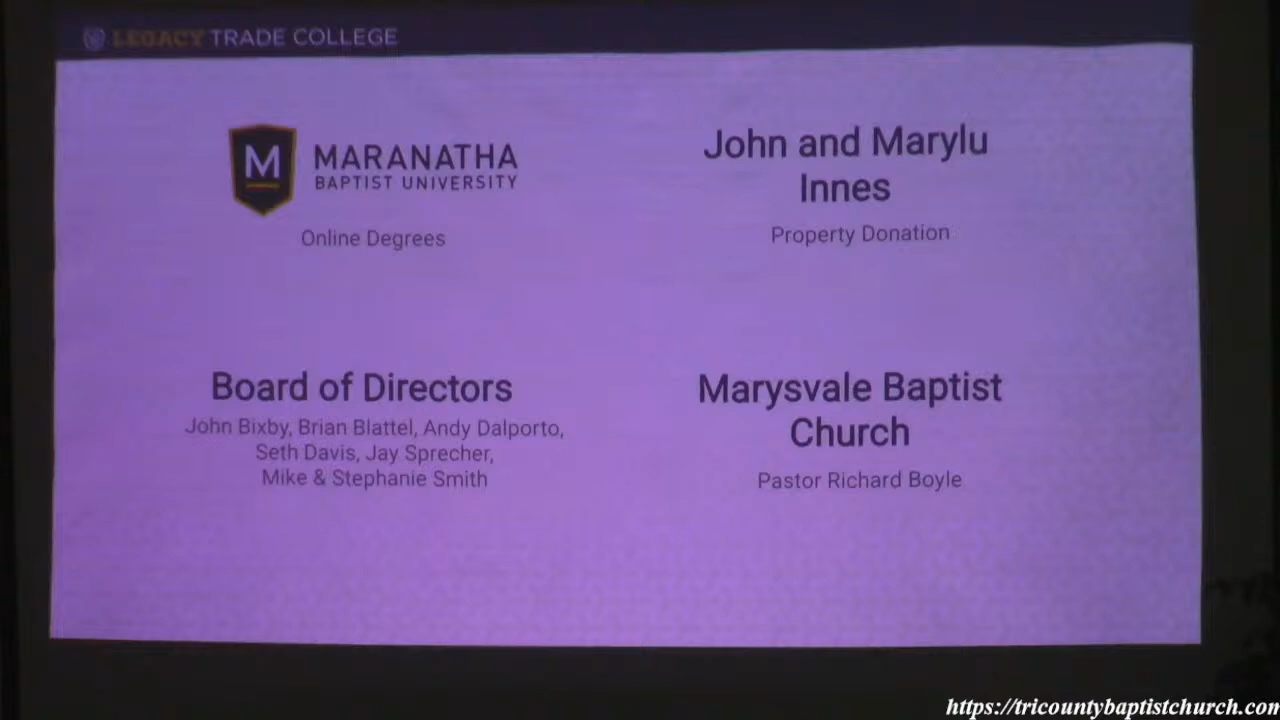 LEGACY TRADE COLLEGE
M
MARANATHA
BAPTIST UNIVERSITY
Online Degrees
John and Marylu
Innes
Property Donation
Board of Directors
John Bixby, Brian Blattel, Andy Dalporto,
Seth Davis, Jay Sprecher,
Mike & Stephanie Smith
Marysvale Baptist
Church
Pastor Richard Boyle
https://tricountybaptistchurch.com